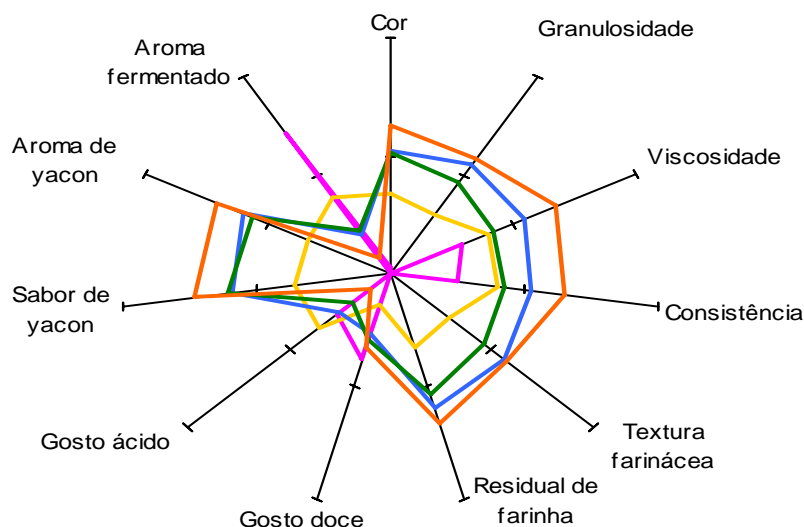 Cor
Granulosidade
Viscosidade
Consistência
Textura
farinácea
Residual de
farinha
Gosto doce
Gosto ácido
Sabor de
yacon
Aroma de
yacon
Aroma
fermentado